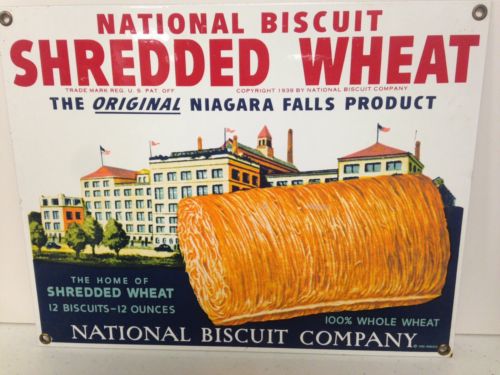 NATIONAL BISCUIT
SHREDDED WHEAT
TRADE MARK REG. U. S. PAT. OFF. COPYRIGHT 1939 BY NATIONAL BISCUIT COMPANY
THE ORIGINAL NIAGARA FALLS PRODUCT
THE HOME OF
SHREDDED WHEAT
12 BISCUITS-12 OUNCES
100% WHOLE WHEAT
NATIONAL BISCUIT COMPANY